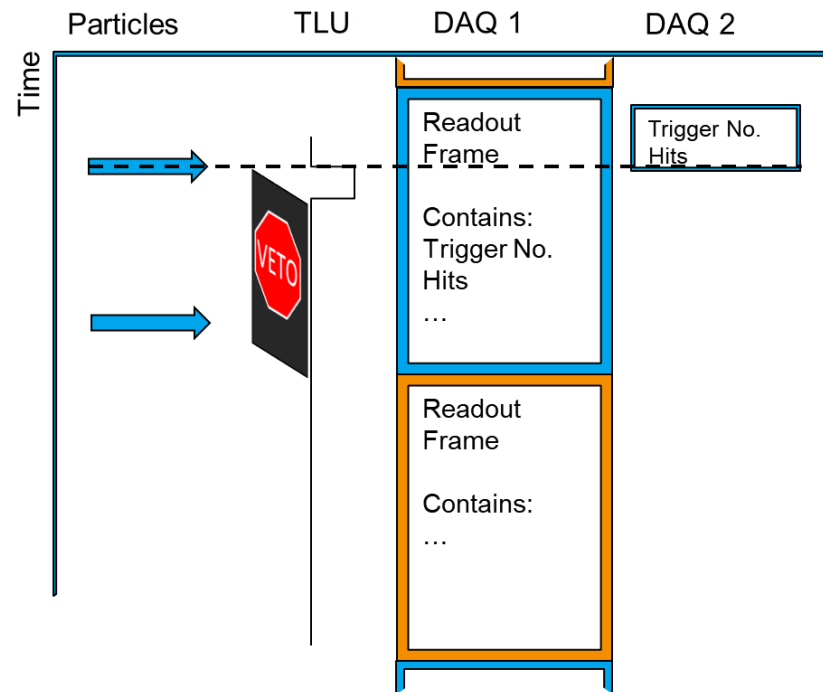 Particles
TLU
DAQ 1
DAQ 2
Time
Readout
Frame
Contains:
Trigger No.
Hits
…
Trigger No.
Hits
VETO
Readout
Frame
Contains:
…